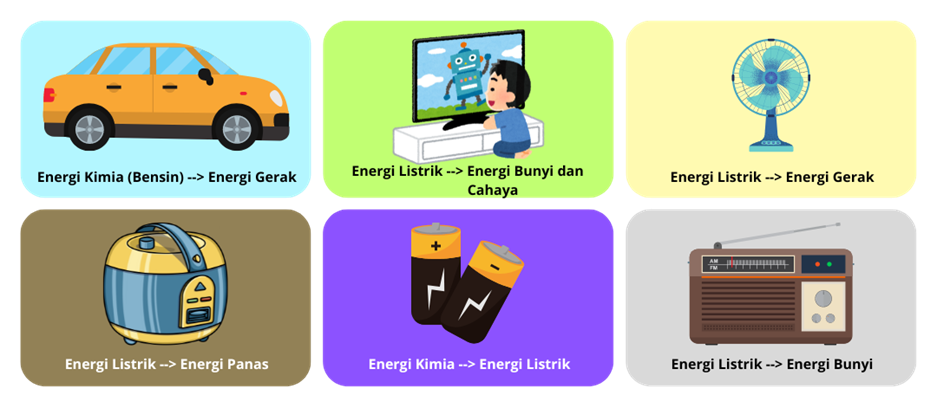 Energi Kimia (Bensin) --> Energi Gerak
Energi Listrik --> Energi Bunyi dan
Cahaya
Energi Listrik --> Energi Gerak
Energi Listrik --> Energi Panas
+
-
Energi Kimia --> Energi Listrik
AM
FM
Energi Listrik --> Energi Bunyi